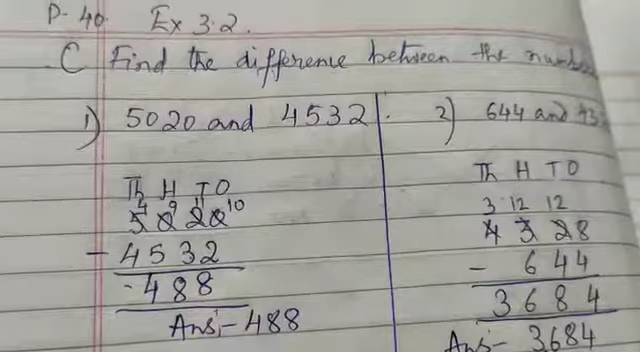 P-40. Ex 3.2.
C Find the difference between the
1) 5020 and 4532.
Th H T O
4 9 11 10
5 0 2 0
- 4 5 3 2
- 4 8 8
Ans:- 488
2) 644 and
Th H T O
3 12 12
4 3 2 8
- 6 4 4
3 6 8 4
Ans:- 3684